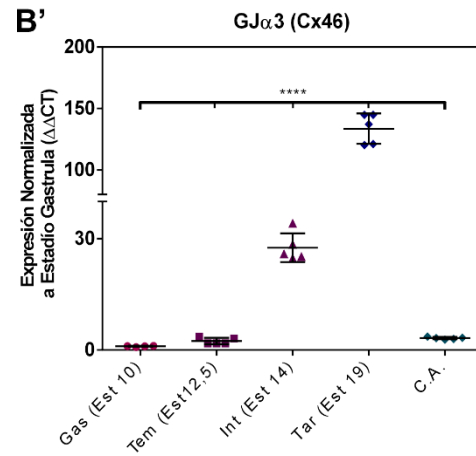 B’
GJα3 (Cx46)
Expresión Normalizada
a Estadío Gastrula (ΔΔCT)
200
150
100
30
0
****
Gas (Est 10)
Tem (Est12,5)
Int (Est 14)
Tar (Est 19)
C.A.